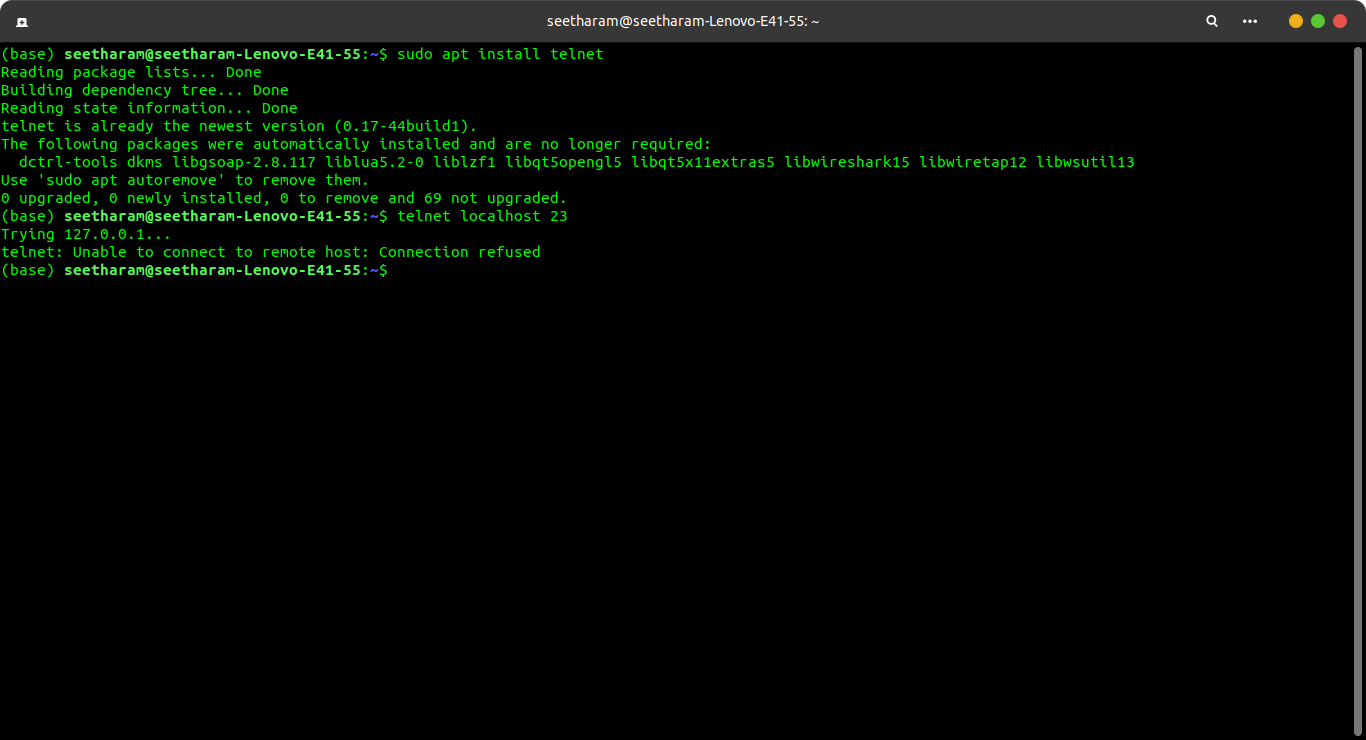 seetharam@seetharam-Lenovo-E41-55: ~
(base) seetharam@seetharam-Lenovo-E41-55:~$ sudo apt install telnet
Reading package lists... Done
Building dependency tree... Done
Reading state information... Done
telnet is already the newest version (0.17-44build1).
The following packages were automatically installed and are no longer required:
  dctrl-tools dkms libgsoap-2.8.117 liblua5.2-0 liblzf1 libqt5opengl5 libqt5x11extras5 libwireshark15 libwiretap12 libwsutil13
Use 'sudo apt autoremove' to remove them.
0 upgraded, 0 newly installed, 0 to remove and 69 not upgraded.
(base) seetharam@seetharam-Lenovo-E41-55:~$ telnet localhost 23
Trying 127.0.0.1...
telnet: Unable to connect to remote host: Connection refused
(base) seetharam@seetharam-Lenovo-E41-55:~$